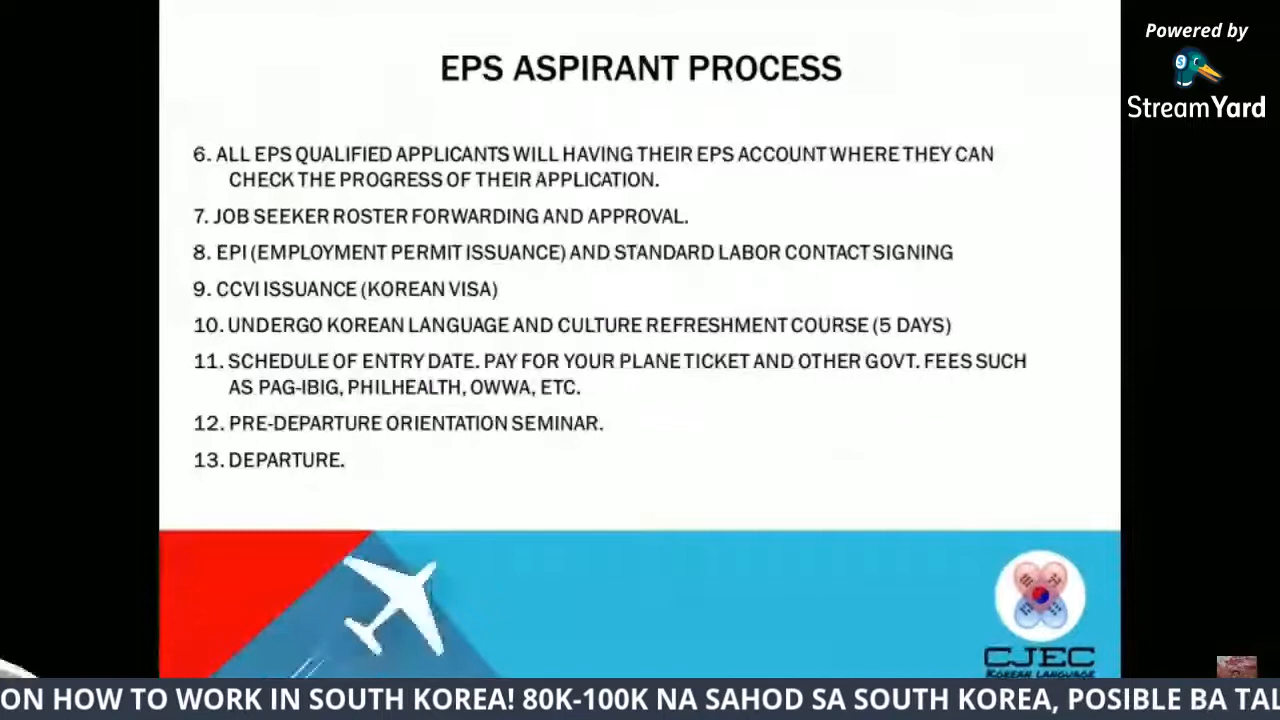 Powered by
StreamYard
EPS ASPIRANT PROCESS
6. ALL EPS QUALIFIED APPLICANTS WILL HAVING THEIR EPS ACCOUNT WHERE THEY CAN
CHECK THE PROGRESS OF THEIR APPLICATION.
7. JOB SEEKER ROSTER FORWARDING AND APPROVAL.
8. EPI (EMPLOYMENT PERMIT ISSUANCE) AND STANDARD LABOR CONTACT SIGNING
9. CCVI ISSUANCE (KOREAN VISA)
10. UNDERGO KOREAN LANGUAGE AND CULTURE REFRESHMENT COURSE (5 DAYS)
11. SCHEDULE OF ENTRY DATE. PAY FOR YOUR PLANE TICKET AND OTHER GOVT. FEES SUCH
AS PAG-IBIG, PHILHEALTH, OWWA, ETC.
12. PRE-DEPARTURE ORIENTATION SEMINAR.
13. DEPARTURE.
CJEC
KOREAN LANGUAGE
ON HOW TO WORK IN SOUTH KOREA! 80K-100K NA SAHOD SA SOUTH KOREA, POSIBLE BA TAL